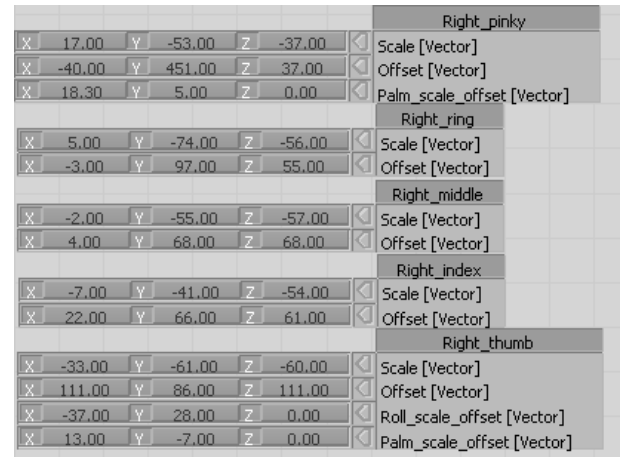 Right_pinky
X 17.00 Y -53.00 Z -37.00 Scale [Vector]
X -40.00 Y 451.00 Z 37.00 Offset [Vector]
X 18.30 Y 5.00 Z 0.00 Palm_scale_offset [Vector]
Right_ring
X 5.00 Y -74.00 Z -56.00 Scale [Vector]
X -3.00 Y 97.00 Z 55.00 Offset [Vector]
Right_middle
X -2.00 Y -55.00 Z -57.00 Scale [Vector]
X 4.00 Y 68.00 Z 68.00 Offset [Vector]
Right_index
X -7.00 Y -41.00 Z -54.00 Scale [Vector]
X 22.00 Y 66.00 Z 61.00 Offset [Vector]
Right_thumb
X -33.00 Y -61.00 Z -60.00 Scale [Vector]
X 111.00 Y 86.00 Z 111.00 Offset [Vector]
X -37.00 Y 28.00 Z 0.00 Roll_scale_offset [Vector]
X 13.00 Y -7.00 Z 0.00 Palm_scale_offset [Vector]